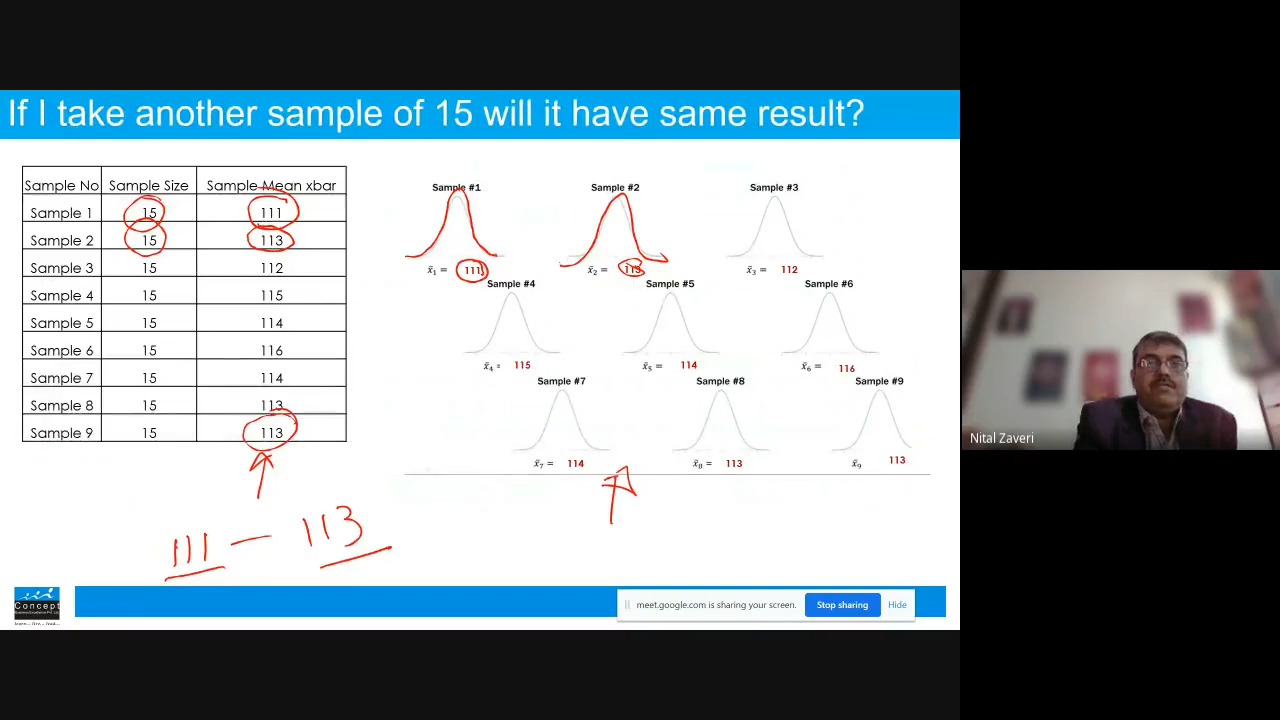 If I take another sample of 15 will it have same result?
Sample No Sample Size Sample Mean xbar
Sample 1 15 111
Sample 2 15 113
Sample 3 15 112
Sample 4 15 115
Sample 5 15 114
Sample 6 15 116
Sample 7 15 114
Sample 8 15 113
Sample 9 15 113
111 — 113
Sample #1 Sample #2 Sample #3
x̄₁ = 111 x̄₂ = 113 x̄₃ = 112
Sample #4 Sample #5 Sample #6
x̄₄ = 115 x̄₅ = 114 x̄₆ = 116
Sample #7 Sample #8 Sample #9
x̄₇ = 114 x̄₈ = 113 x̄₉ 113
Concept
meet.google.com is sharing your screen. Stop sharing Hide
Nital Zaveri